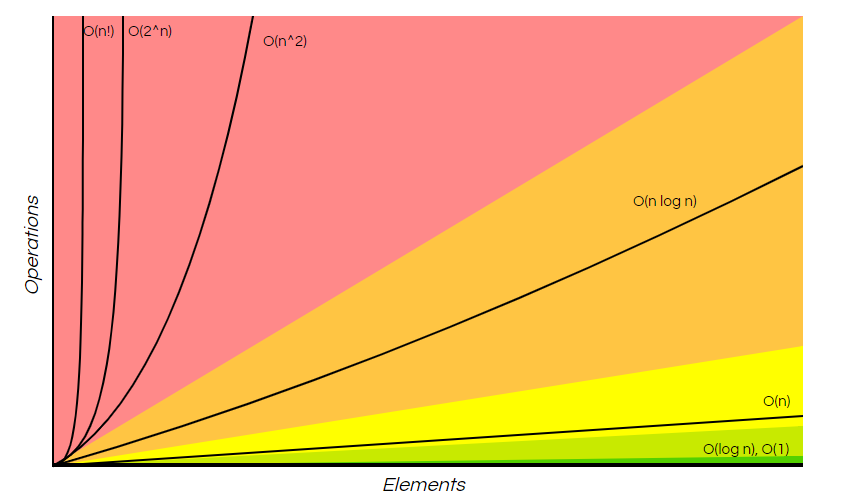 O(n!)
O(2^n)
O(n^2)
O(n log n)
O(n)
O(log n), O(1)
Operations
Elements